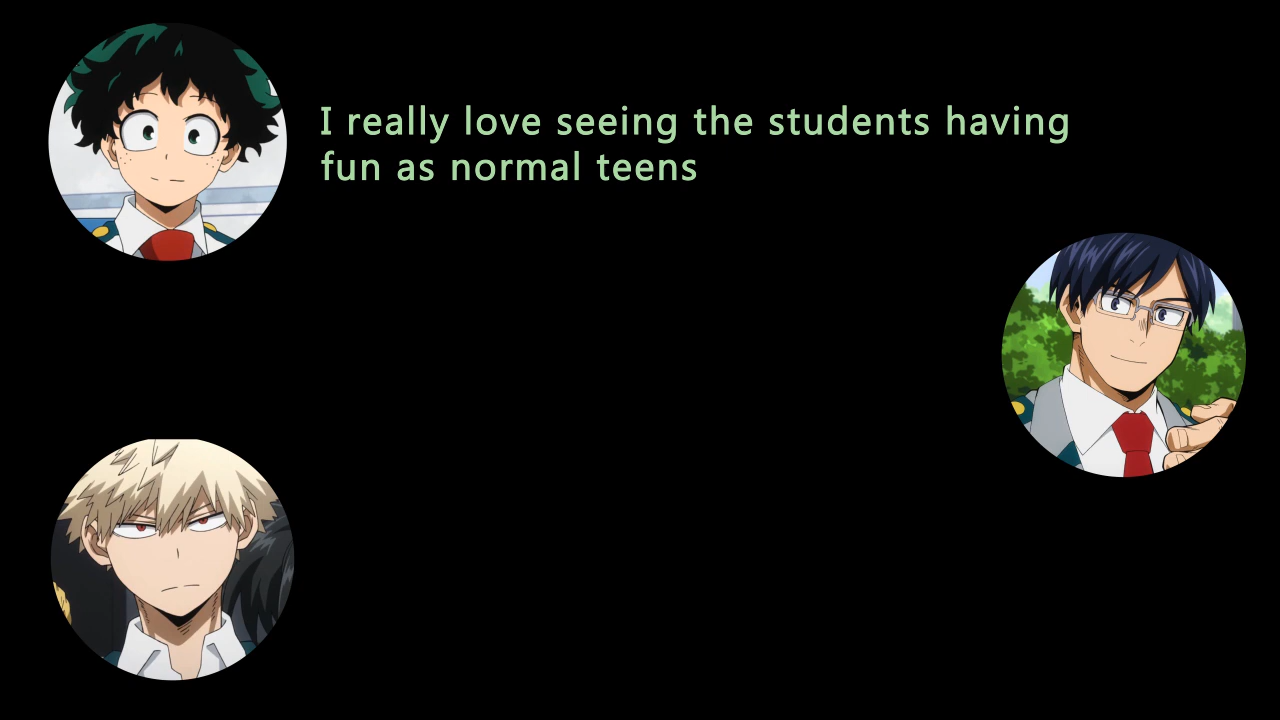 I really love seeing the students having
fun as normal teens